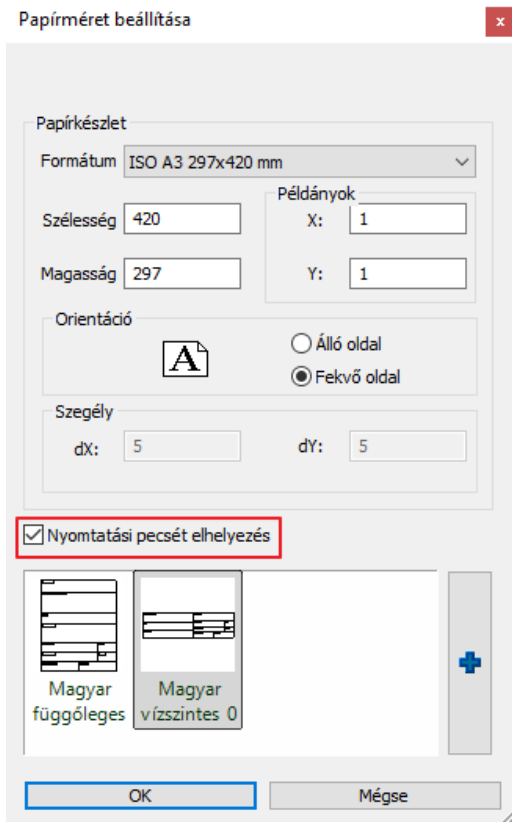 Papírméret beállítása
x
Papírkészlet
Formátum ISO A3 297x420 mm
Példányok
Szélesség 420 X: 1
Magasság 297 Y: 1
Orientáció
A
Álló oldal
Fekvő oldal
Szegély
dX: 5 dY: 5
Nyomtatási pecsét elhelyezés
Magyar függőleges
Magyar vízszintes 0
OK Mégse